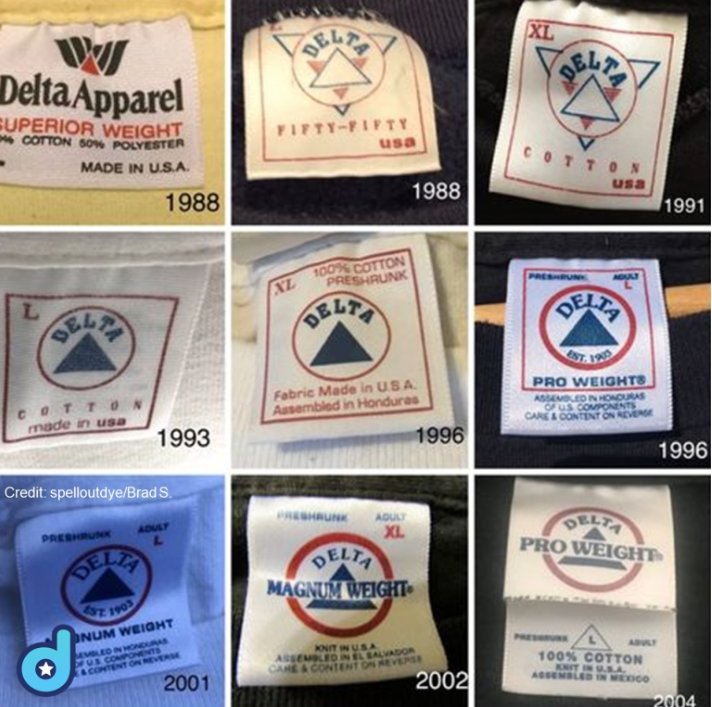 Delta Apparel
SUPERIOR WEIGHT
% COTTON 50% POLYESTER
MADE IN U.S.A.
1988
DELTA
FIFTY-FIFTY
usa
1988
XL
DELTA
COTTON
usa
1991
L
DELTA
COTTON
made in usa
1993
XL
100% COTTON
PRESHRUNK
DELTA
Fabric Made in U.S.A.
Assembled in Honduras
1996
PRESHRUNK ADULT
L
DELTA
EST. 1903
PRO WEIGHT®
ASSEMBLED IN HONDURAS
OF U.S. COMPONENTS
CARE & CONTENT ON REVERSE
1996
Credit: spelloutdye/Brad S.
PRESHRUNK ADULT
L
DELTA
EST. 1903
NUM WEIGHT
SEMBLED IN HONDURAS
OF U.S. COMPONENTS
& CONTENT ON REVERSE
d
2001
PRESHRUNK ADULT
XL
DELTA
MAGNUM WEIGHT®
KNIT IN U.S.A.
ASSEMBLED IN EL SALVADOR
CARE & CONTENT ON REVERSE
2002
DELTA
PRO WEIGHT®
PRESHRUNK L ADULT
100% COTTON
KNIT IN U.S.A.
ASSEMBLED IN MEXICO
2004